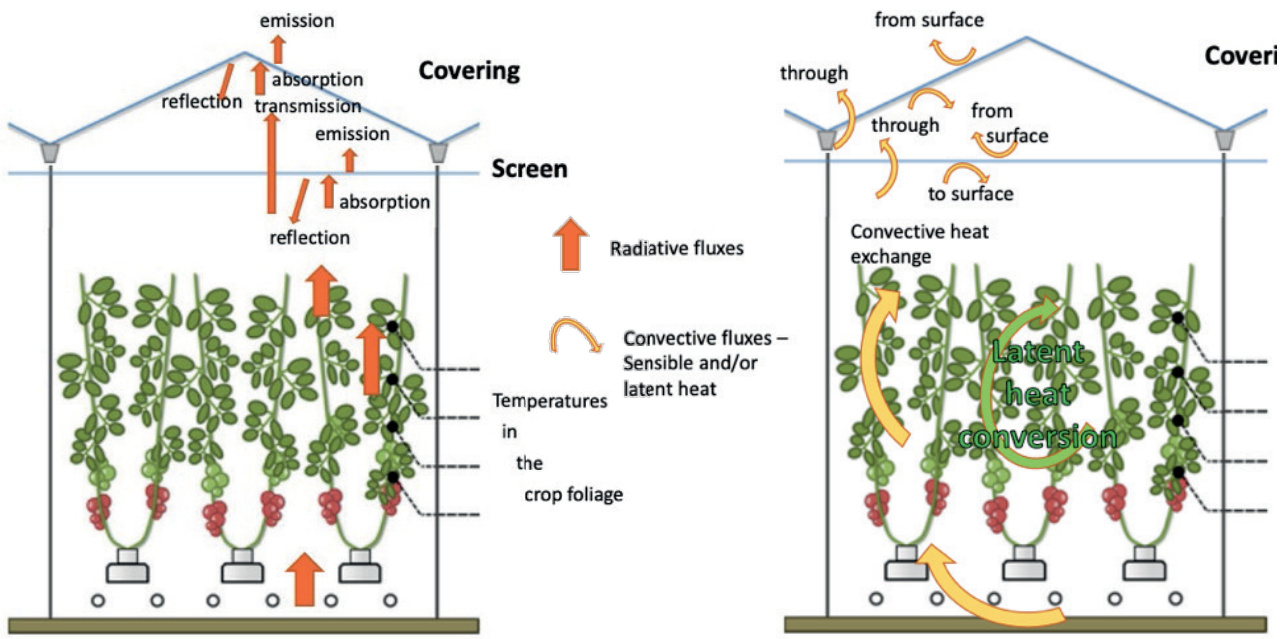 emission
Covering
absorption
reflection
transmission
emission
Screen
absorption
reflection
Radiative fluxes
Convective fluxes –
Sensible and/or
latent heat
Temperatures
in
the
crop foliage
from surface
Coveri
through
through
from
surface
to surface
Convective heat
exchange
Latent
heat
conversion